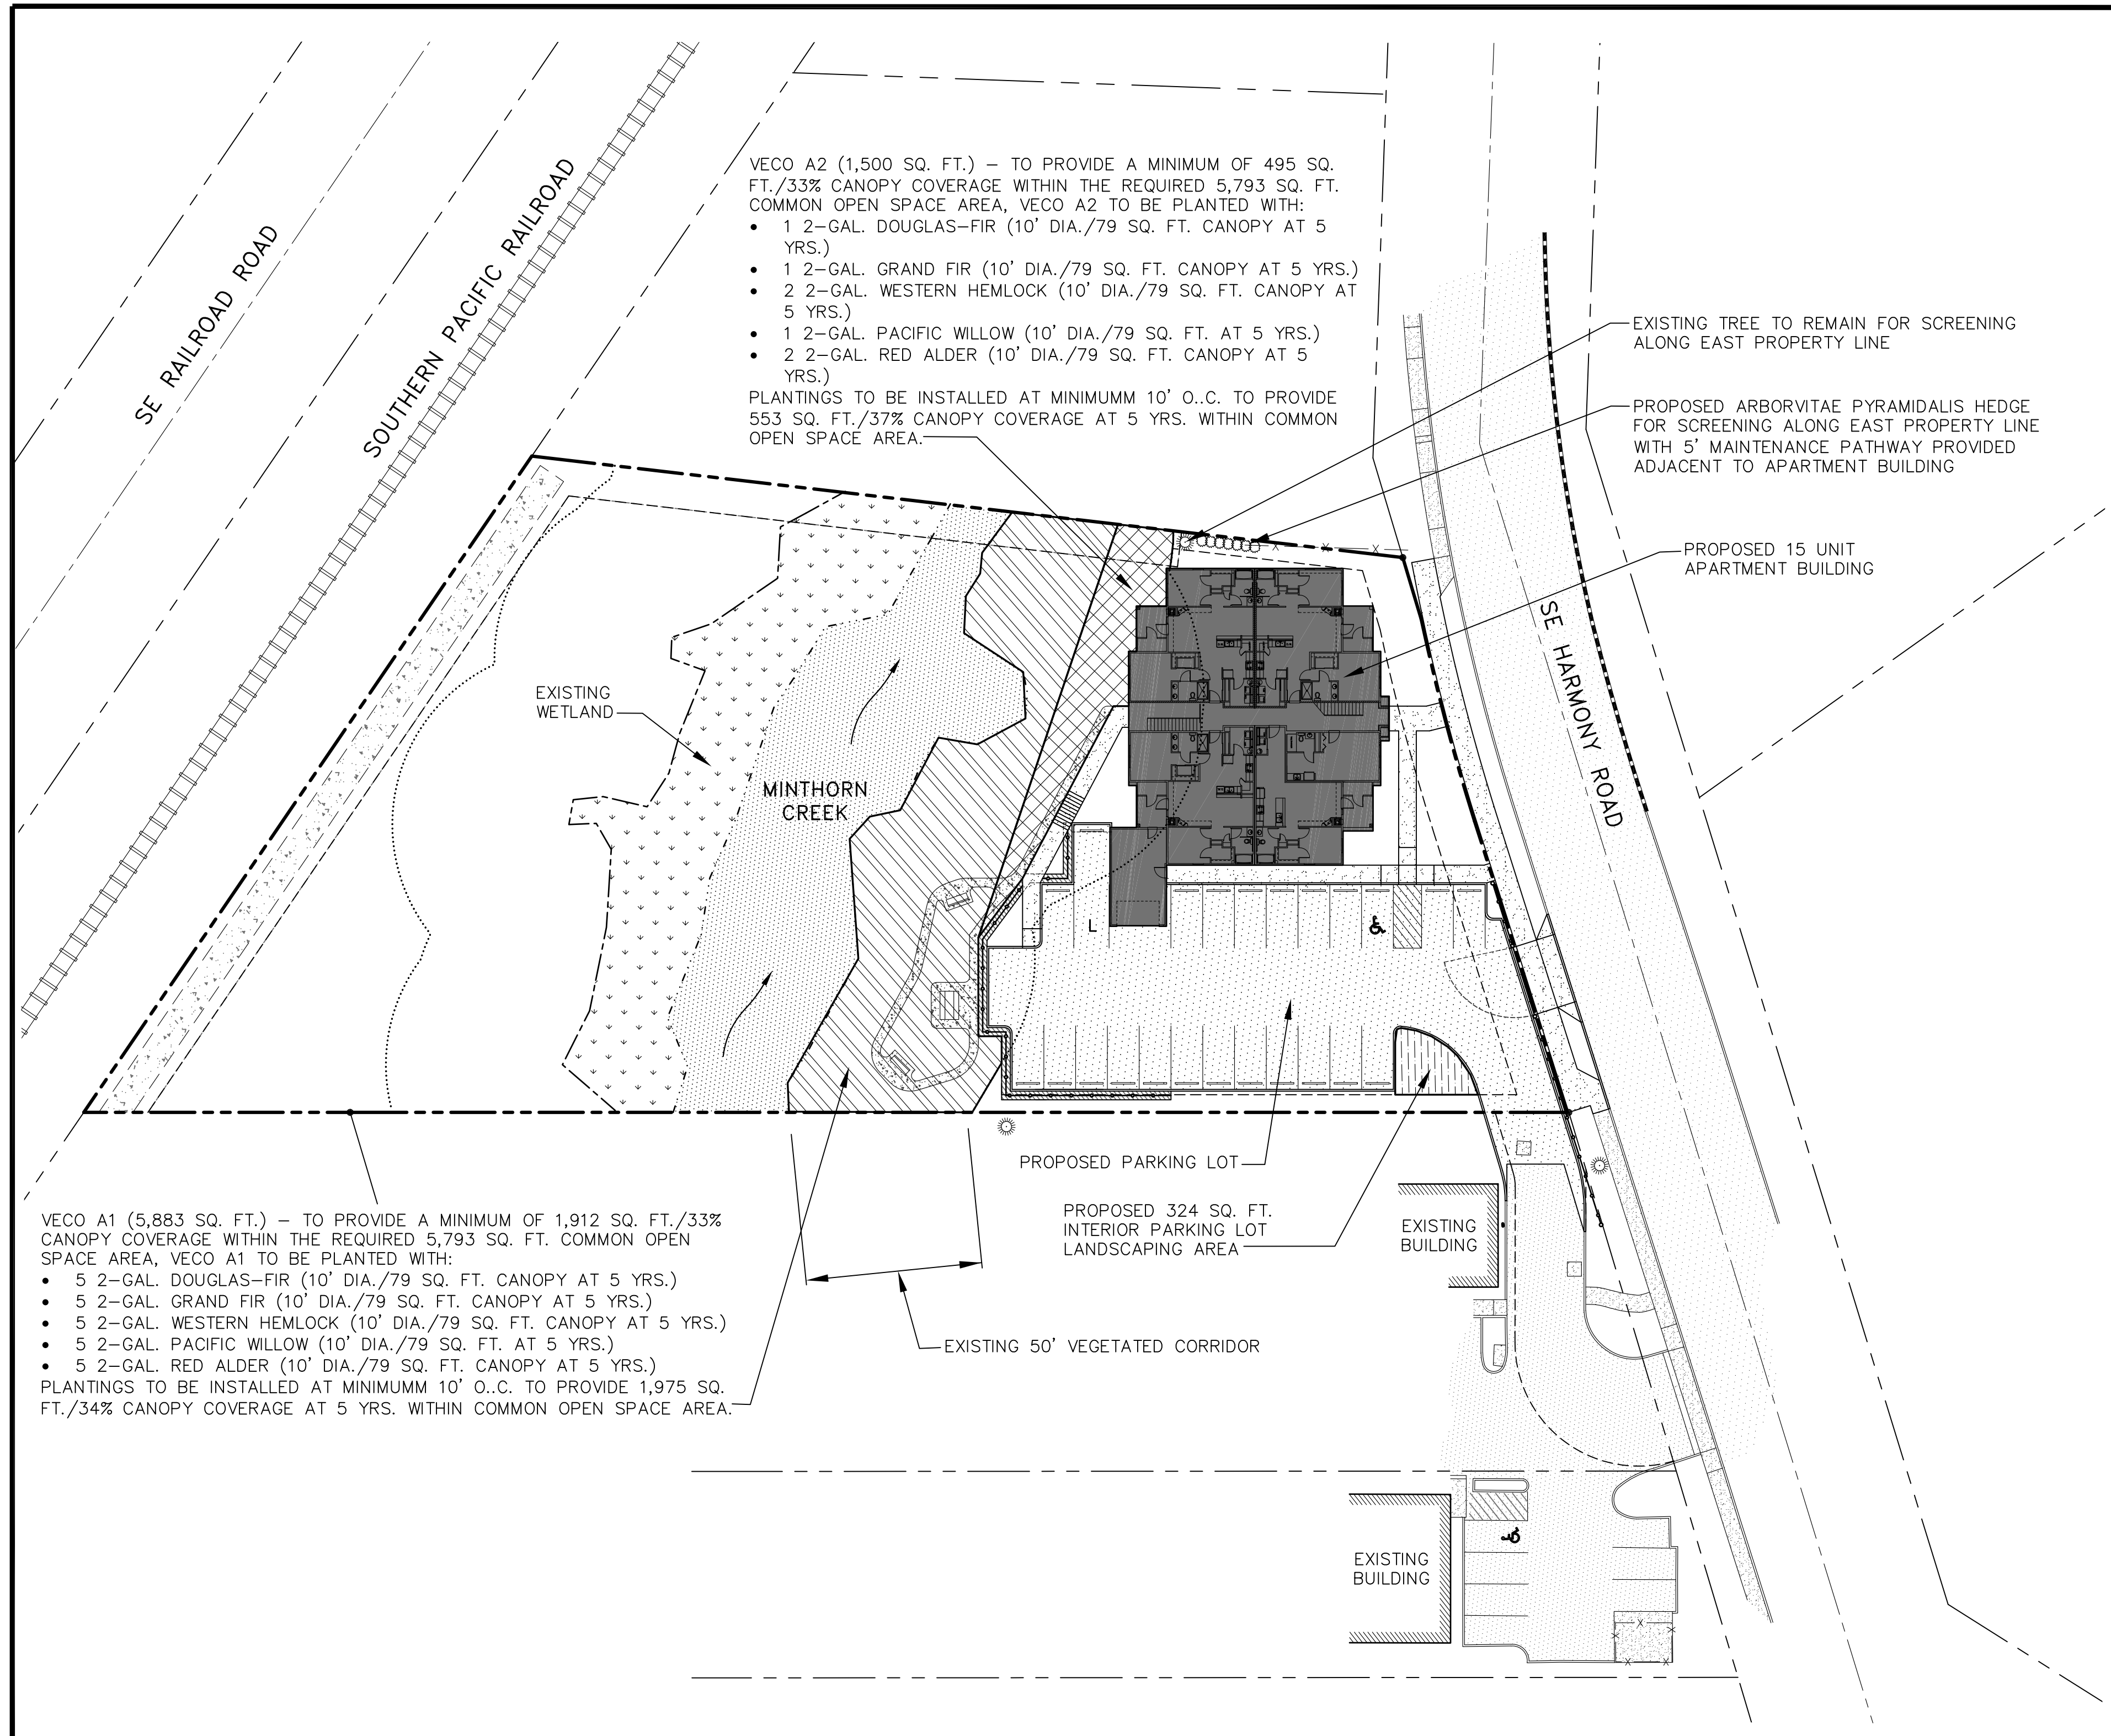 VECO A2 (1,500 SQ. FT.) – TO PROVIDE A MINIMUM OF 495 SQ.
FT./33% CANOPY COVERAGE WITHIN THE REQUIRED 5,793 SQ. FT.
COMMON OPEN SPACE AREA, VECO A2 TO BE PLANTED WITH:
• 1 2–GAL. DOUGLAS–FIR (10' DIA./79 SQ. FT. CANOPY AT 5
YRS.)
• 1 2–GAL. GRAND FIR (10' DIA./79 SQ. FT. CANOPY AT 5 YRS.)
• 2 2–GAL. WESTERN HEMLOCK (10' DIA./79 SQ. FT. CANOPY AT
5 YRS.)
• 1 2–GAL. PACIFIC WILLOW (10' DIA./79 SQ. FT. AT 5 YRS.)
• 2 2–GAL. RED ALDER (10' DIA./79 SQ. FT. CANOPY AT 5
YRS.)
PLANTINGS TO BE INSTALLED AT MINIMUMM 10' O..C. TO PROVIDE
553 SQ. FT./37% CANOPY COVERAGE AT 5 YRS. WITHIN COMMON
OPEN SPACE AREA.
SE RAILROAD ROAD
SOUTHERN PACIFIC RAILROAD
EXISTING TREE TO REMAIN FOR SCREENING
ALONG EAST PROPERTY LINE
PROPOSED ARBORVITAE PYRAMIDALIS HEDGE
FOR SCREENING ALONG EAST PROPERTY LINE
WITH 5' MAINTENANCE PATHWAY PROVIDED
ADJACENT TO APARTMENT BUILDING
PROPOSED 15 UNIT
APARTMENT BUILDING
SE HARMONY ROAD
EXISTING
WETLAND
MINTHORN
CREEK
L
PROPOSED PARKING LOT
PROPOSED 324 SQ. FT.
INTERIOR PARKING LOT
LANDSCAPING AREA
EXISTING
BUILDING
VECO A1 (5,883 SQ. FT.) – TO PROVIDE A MINIMUM OF 1,912 SQ. FT./33%
CANOPY COVERAGE WITHIN THE REQUIRED 5,793 SQ. FT. COMMON OPEN
SPACE AREA, VECO A1 TO BE PLANTED WITH:
• 5 2–GAL. DOUGLAS–FIR (10' DIA./79 SQ. FT. CANOPY AT 5 YRS.)
• 5 2–GAL. GRAND FIR (10' DIA./79 SQ. FT. CANOPY AT 5 YRS.)
• 5 2–GAL. WESTERN HEMLOCK (10' DIA./79 SQ. FT. CANOPY AT 5 YRS.)
• 5 2–GAL. PACIFIC WILLOW (10' DIA./79 SQ. FT. AT 5 YRS.)
• 5 2–GAL. RED ALDER (10' DIA./79 SQ. FT. CANOPY AT 5 YRS.)
PLANTINGS TO BE INSTALLED AT MINIMUMM 10' O..C. TO PROVIDE 1,975 SQ.
FT./34% CANOPY COVERAGE AT 5 YRS. WITHIN COMMON OPEN SPACE AREA.
EXISTING 50' VEGETATED CORRIDOR
EXISTING
BUILDING